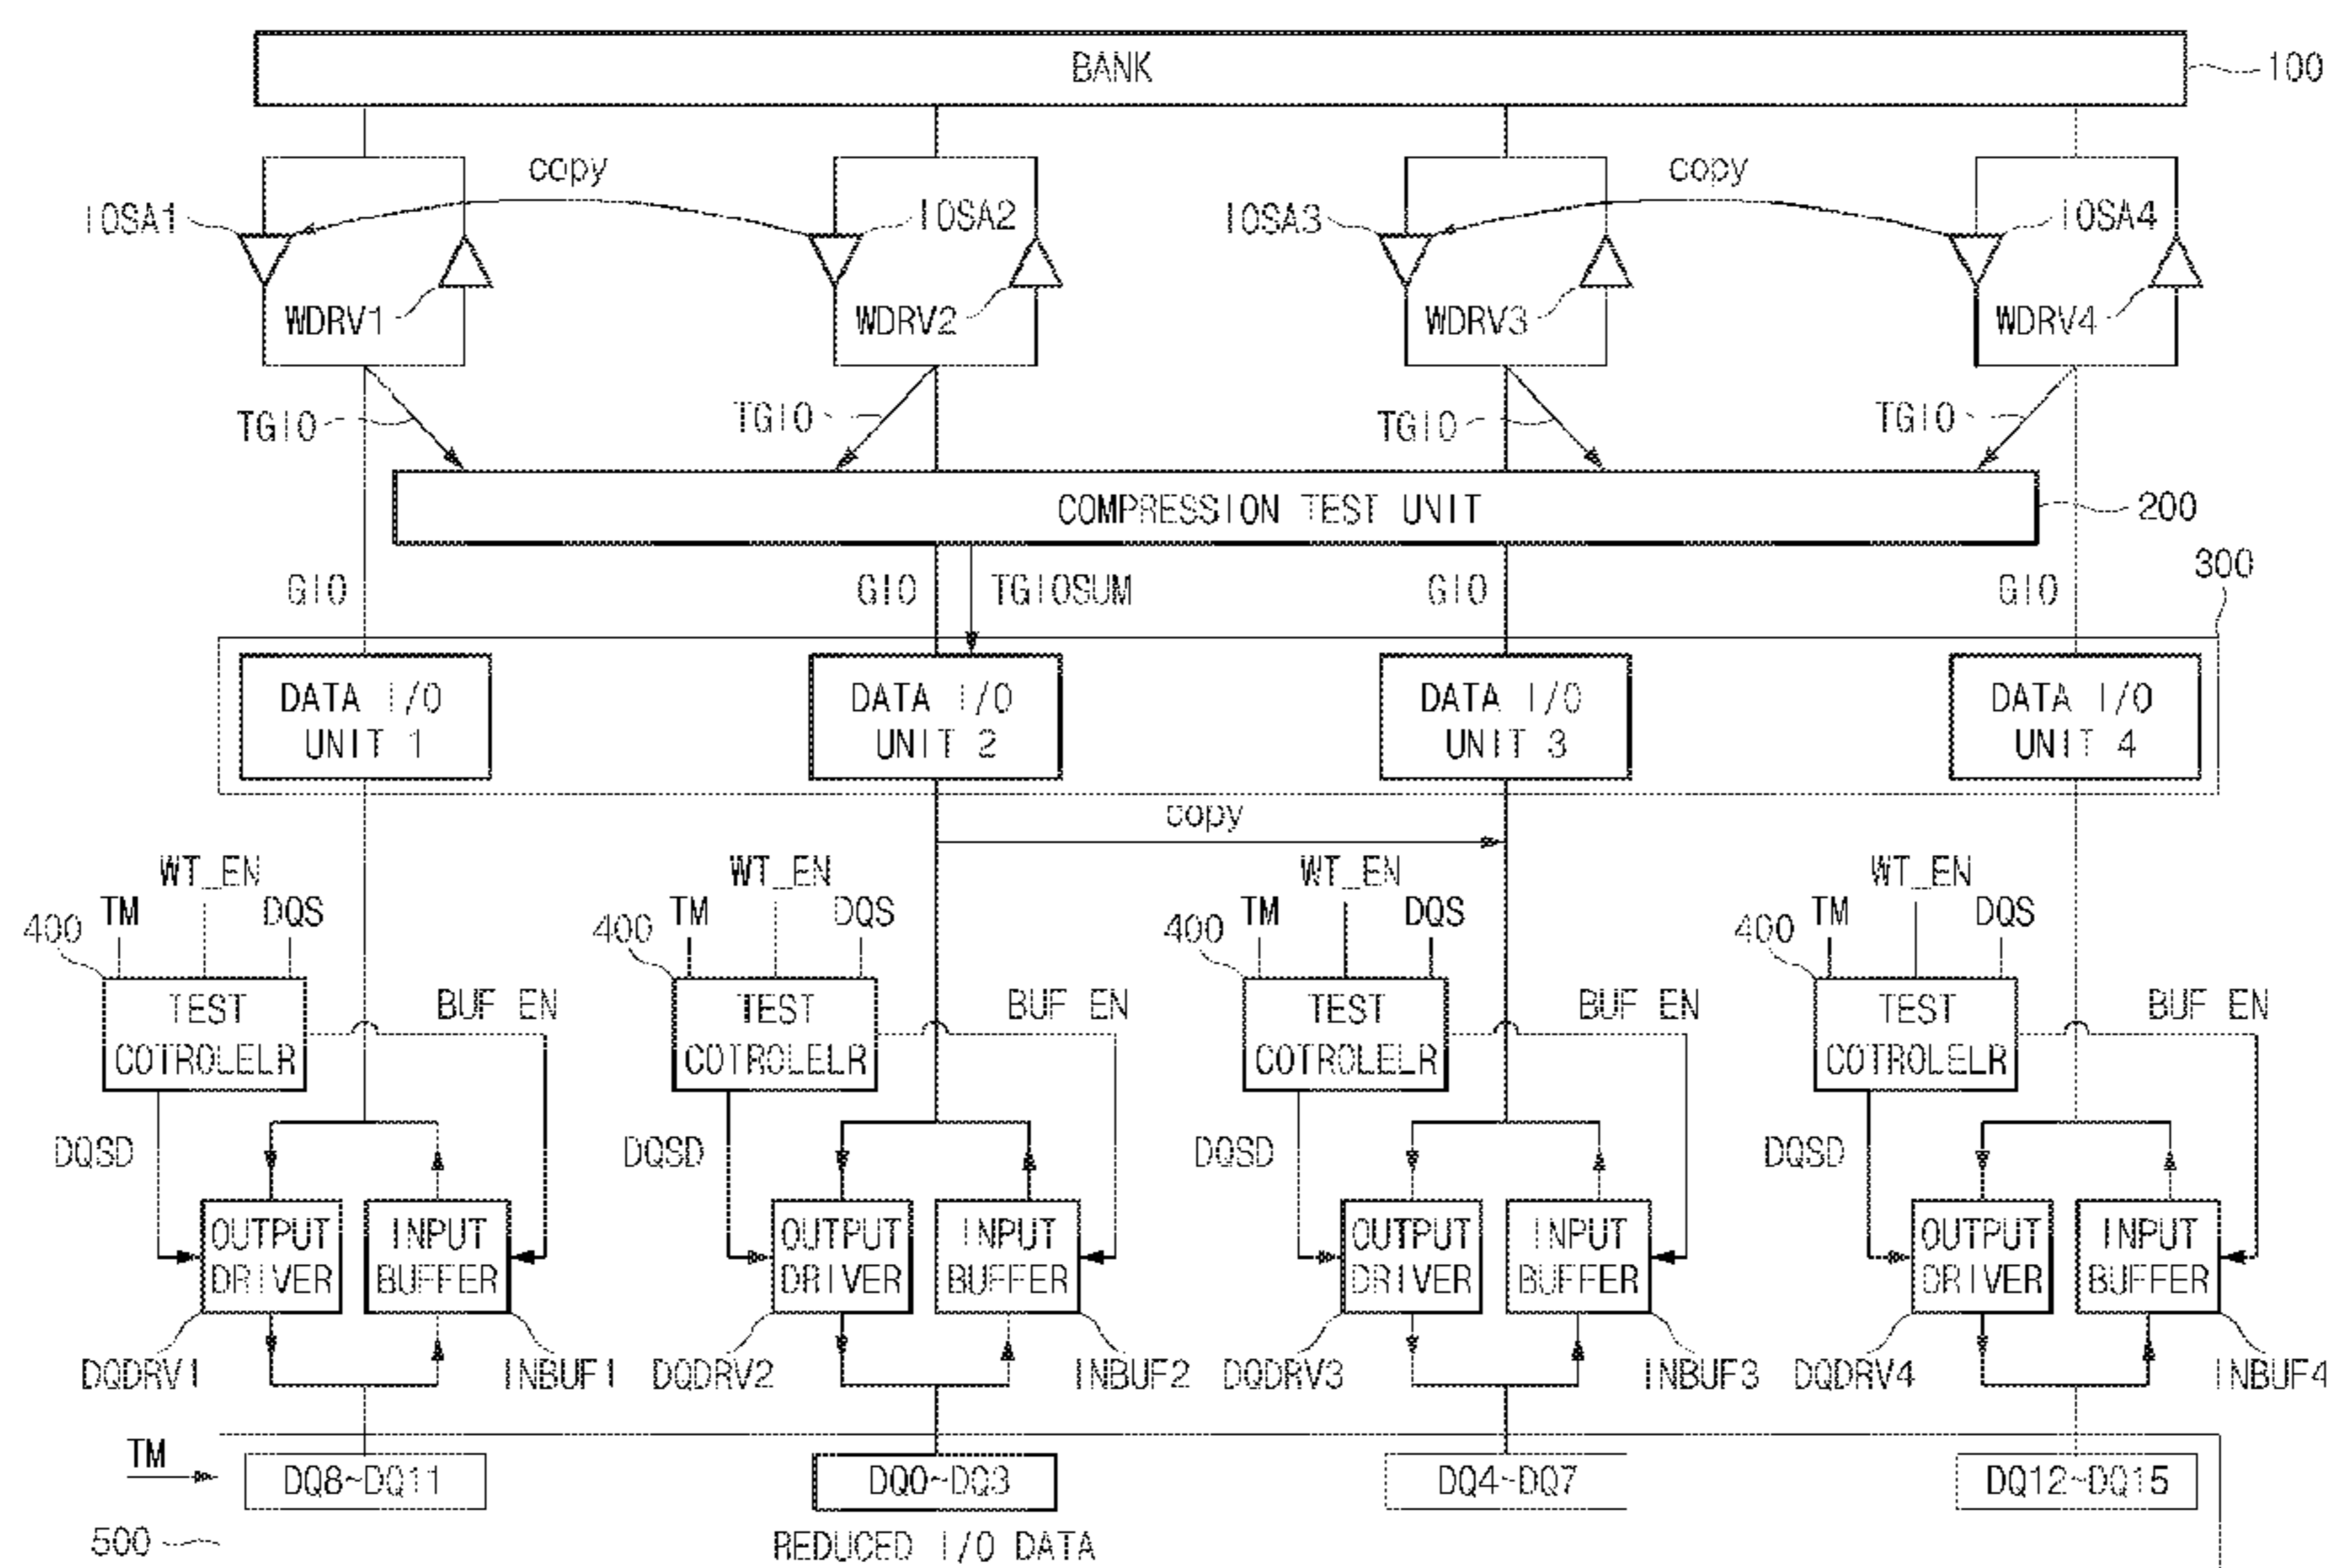 BANK
100
copy
copy
IOSA1
IOSA2
IOSA3
IOSA4
WDRV1
WDRV2
WDRV3
WDRV4
TGIO
TGIO
TGIO
TGIO
COMPRESSION TEST UNIT
200
GIO
GIO
TGIOSUM
GIO
GIO
300
DATA I/O
UNIT 1
DATA I/O
UNIT 2
DATA I/O
UNIT 3
DATA I/O
UNIT 4
copy
WT_EN
WT_EN
WT_EN
WT_EN
400
TM
DQS
400
TM
DQS
400
TM
DQS
400
TM
DQS
TEST
COTROLELR
BUF EN
TEST
COTROLELR
BUF EN
TEST
COTROLELR
BUF EN
TEST
COTROLELR
BUF EN
DQSD
DQSD
DQSD
DQSD
OUTPUT
DRIVER
INPUT
BUFFER
OUTPUT
DRIVER
INPUT
BUFFER
OUTPUT
DRIVER
INPUT
BUFFER
OUTPUT
DRIVER
INPUT
BUFFER
DQDRV1
INBUF1
DQDRV2
INBUF2
DQDRV3
INBUF3
DQDRV4
INBUF4
TM
DQ8~DQ11
DQ0~DQ3
DQ4~DQ7
DQ12~DQ15
500
REDUCED I/O DATA